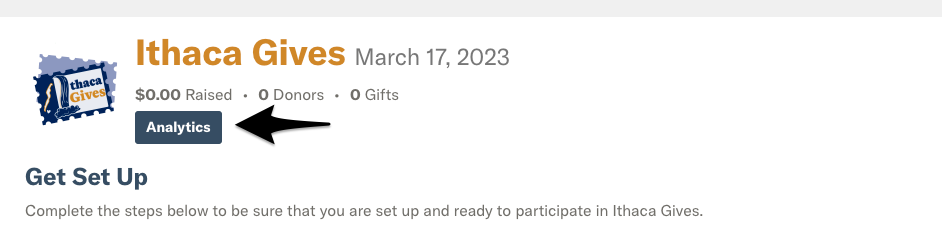 Ithaca Gives March 17, 2023
Ithaca
Gives
$0.00 Raised • 0 Donors • 0 Gifts
Analytics
Get Set Up
Complete the steps below to be sure that you are set up and ready to participate in Ithaca Gives.